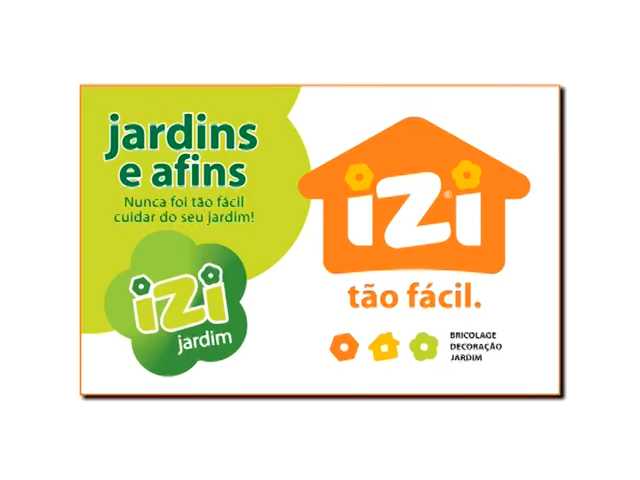 jardins
e afins
Nunca foi tão fácil
cuidar do seu jardim!
izi
jardim
izi®
tão fácil.
BRICOLAGE
DECORAÇÃO
JARDIM